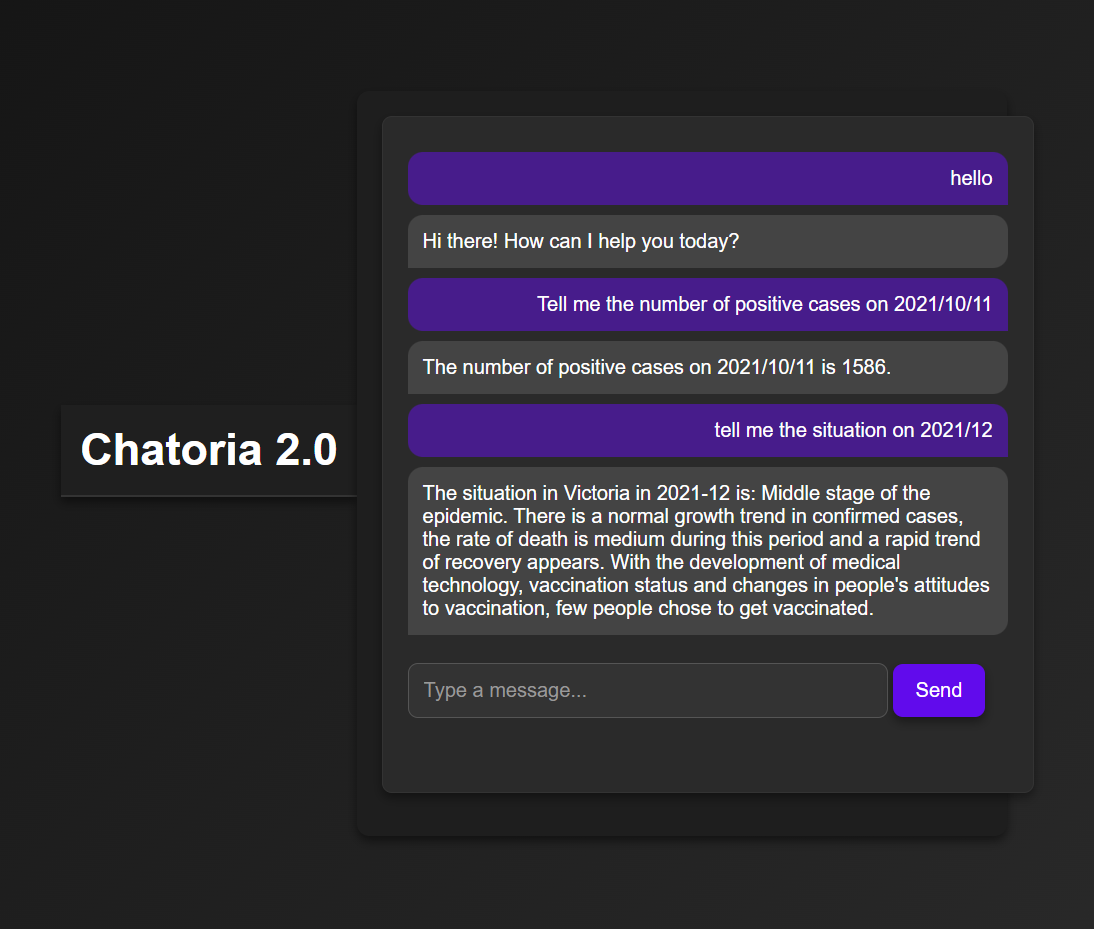 hello
Hi there! How can I help you today?
Tell me the number of positive cases on 2021/10/11
The number of positive cases on 2021/10/11 is 1586.
tell me the situation on 2021/12
Chatoria 2.0
The situation in Victoria in 2021-12 is: Middle stage of the
epidemic. There is a normal growth trend in confirmed cases,
the rate of death is medium during this period and a rapid trend
of recovery appears. With the development of medical
technology, vaccination status and changes in people's attitudes
to vaccination, few people chose to get vaccinated.
Type a message...
Send